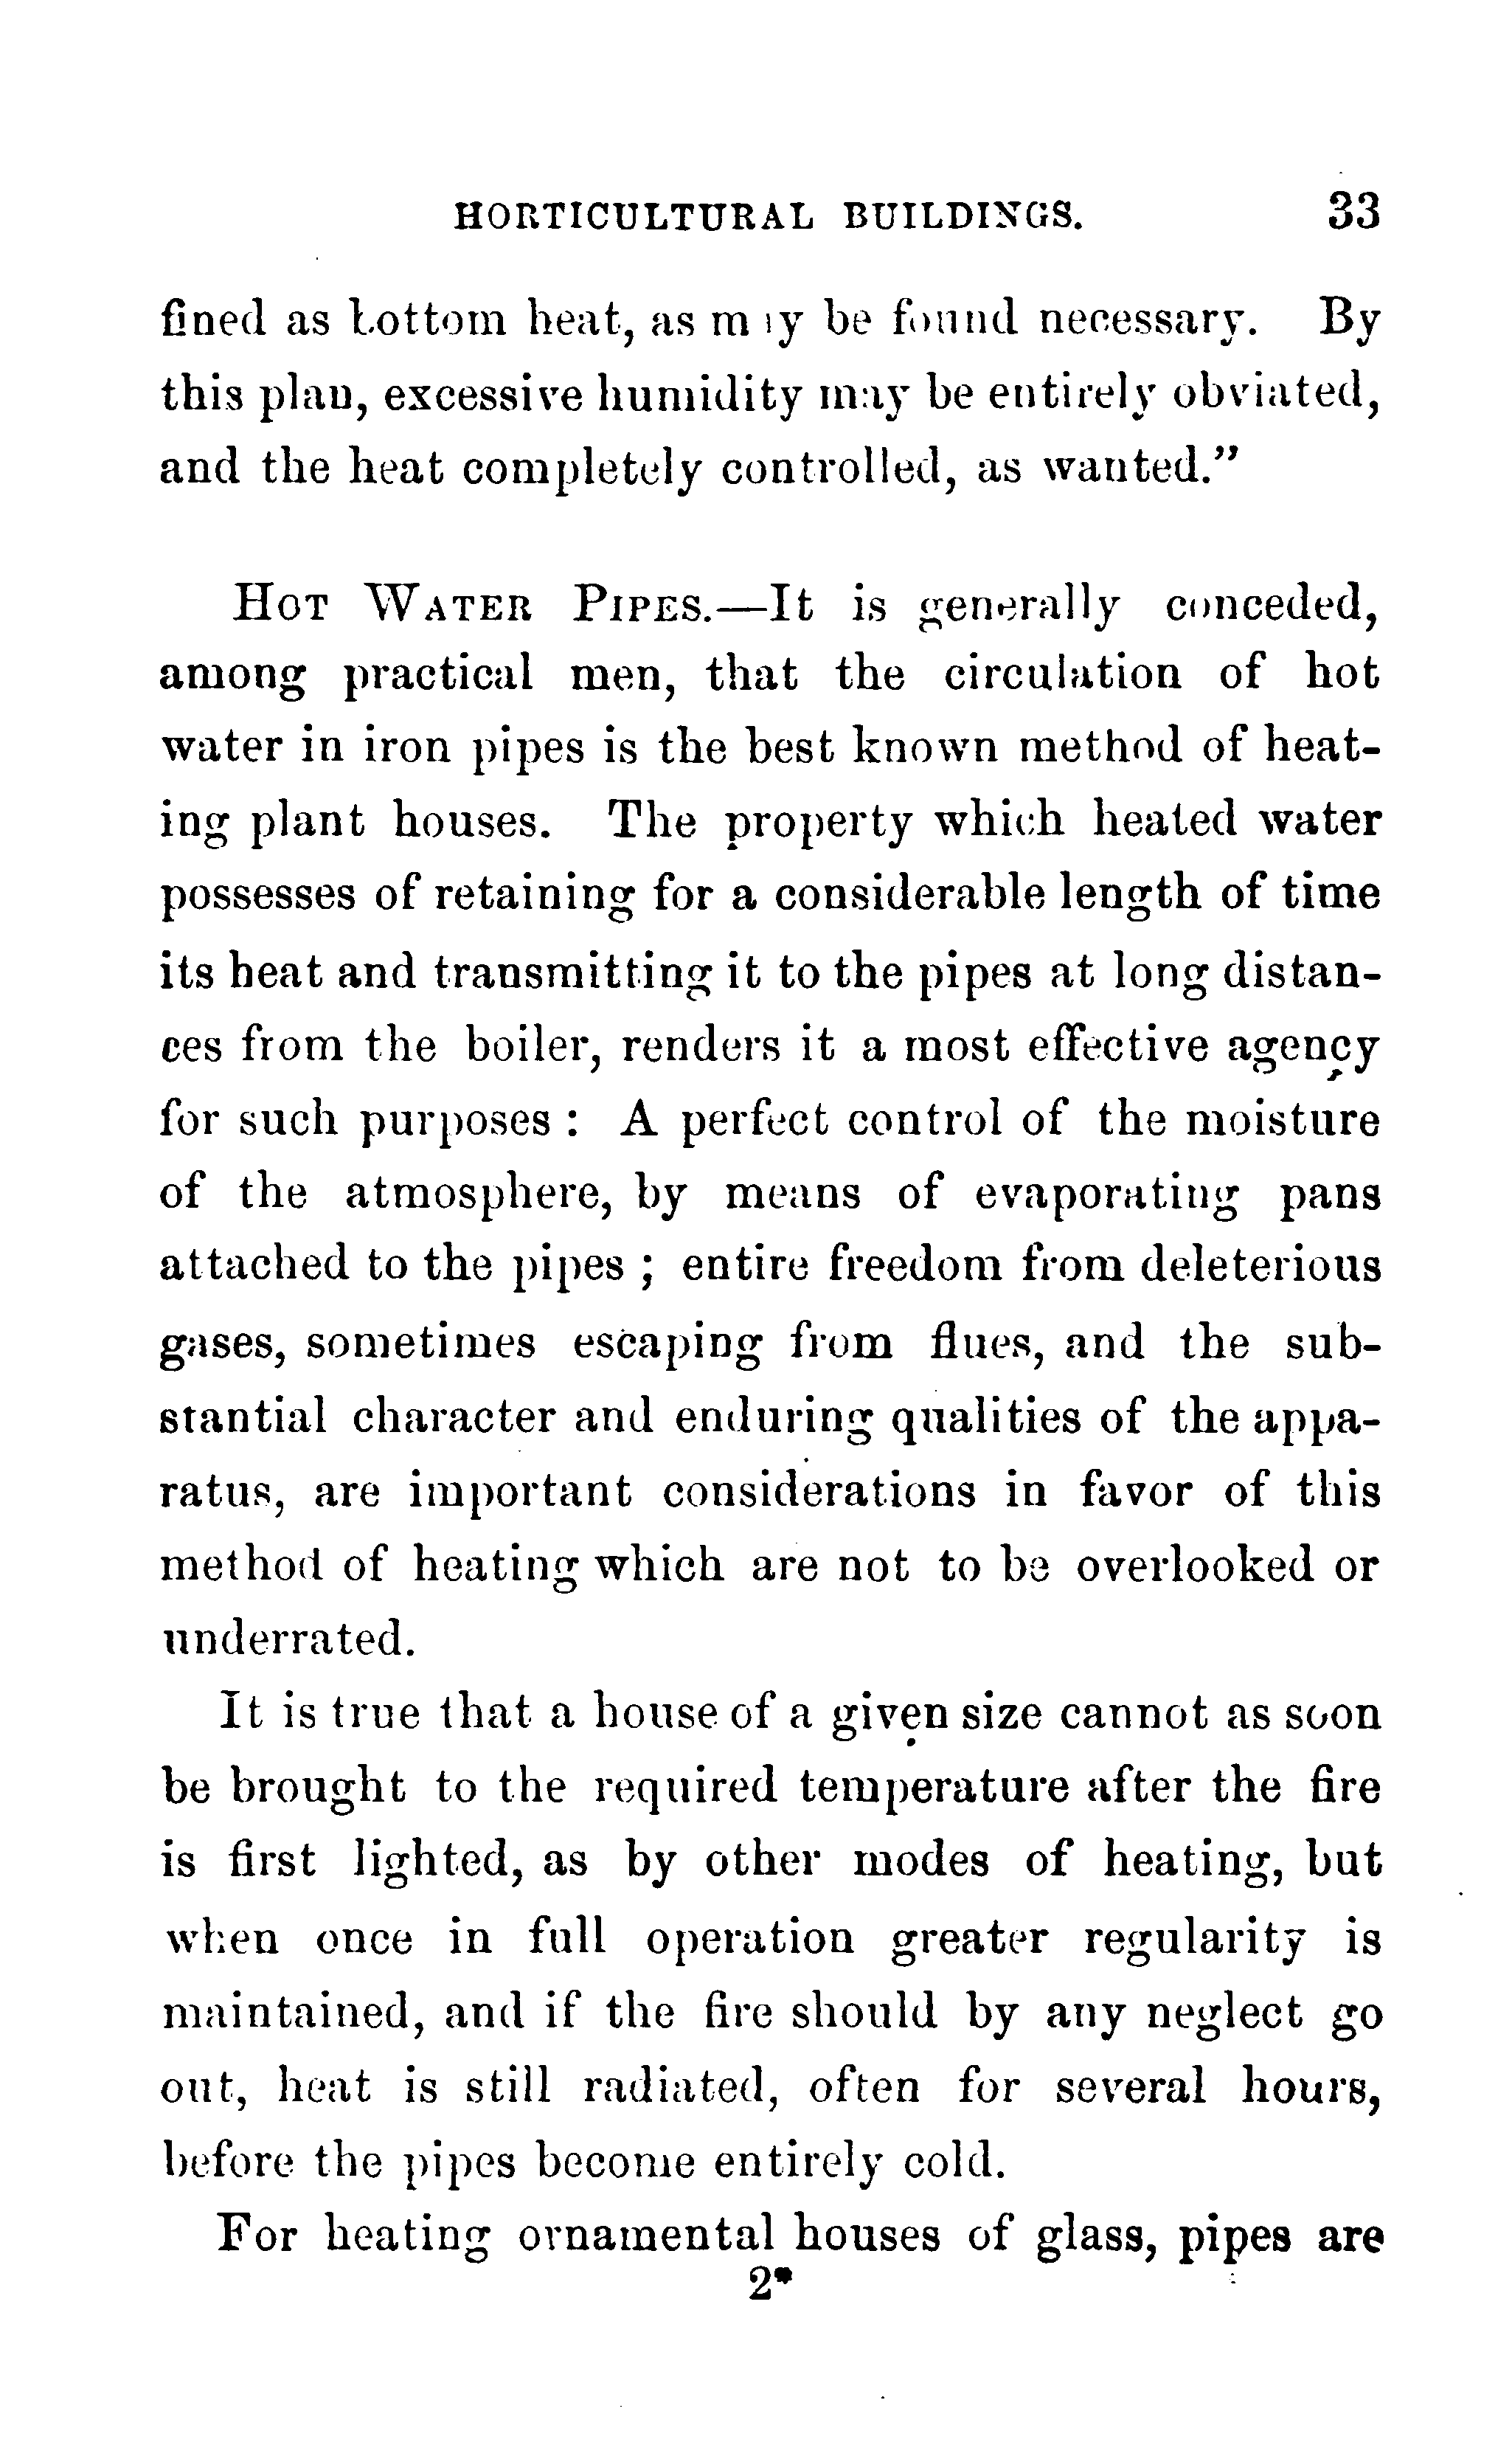 HORTICULTURAL BUILDINGS. 33
fined as bottom heat, as may be found necessary. By
this plan, excessive humidity may be entirely obviated,
and the heat completely controlled, as wanted.”
HOT WATER PIPES.—It is generally conceded,
among practical men, that the circulation of hot
water in iron pipes is the best known method of heat-
ing plant houses. The property which heated water
possesses of retaining for a considerable length of time
its heat and transmitting it to the pipes at long distan-
ces from the boiler, renders it a most effective agency
for such purposes : A perfect control of the moisture
of the atmosphere, by means of evaporating pans
attached to the pipes ; entire freedom from deleterious
gases, sometimes escaping from flues, and the sub-
stantial character and enduring qualities of the appa-
ratus, are important considerations in favor of this
method of heating which are not to be overlooked or
underrated.
It is true that a house of a given size cannot as soon
be brought to the required temperature after the fire
is first lighted, as by other modes of heating, but
when once in full operation greater regularity is
maintained, and if the fire should by any neglect go
out, heat is still radiated, often for several hours,
before the pipes become entirely cold.
For heating ornamental houses of glass, pipes are
2*